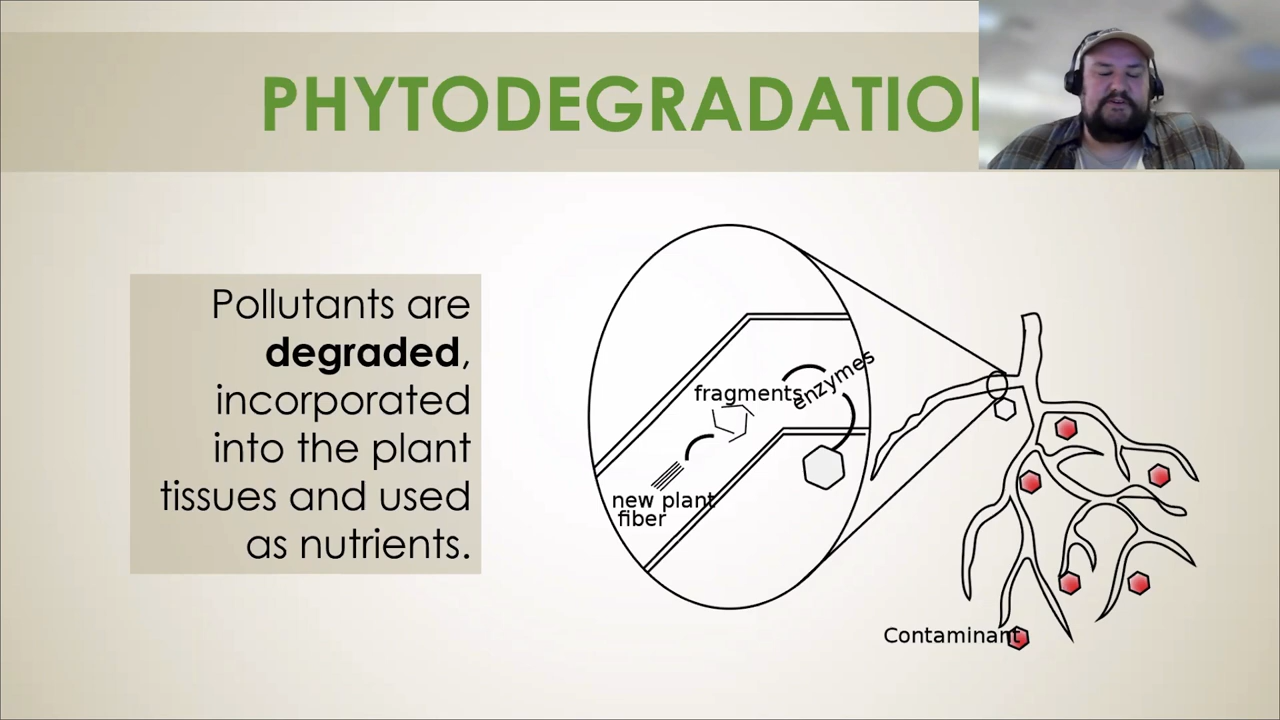 PHYTODEGRADATIO
Pollutants are
degraded,
incorporated
into the plant
tissues and used
as nutrients.
fragments
enzymes
new plant
fiber
Contaminant